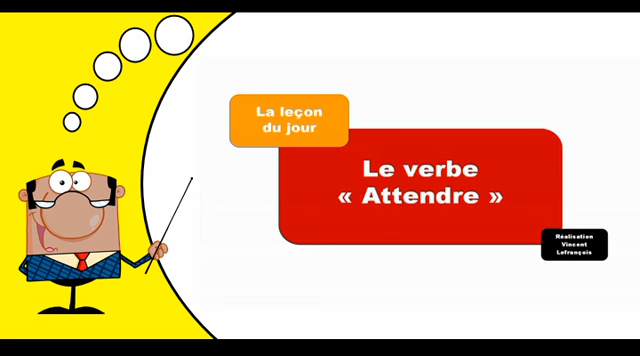 La leçon
du jour
Le verbe
« Attendre »
Réalisation
Vincent
Lefrançois